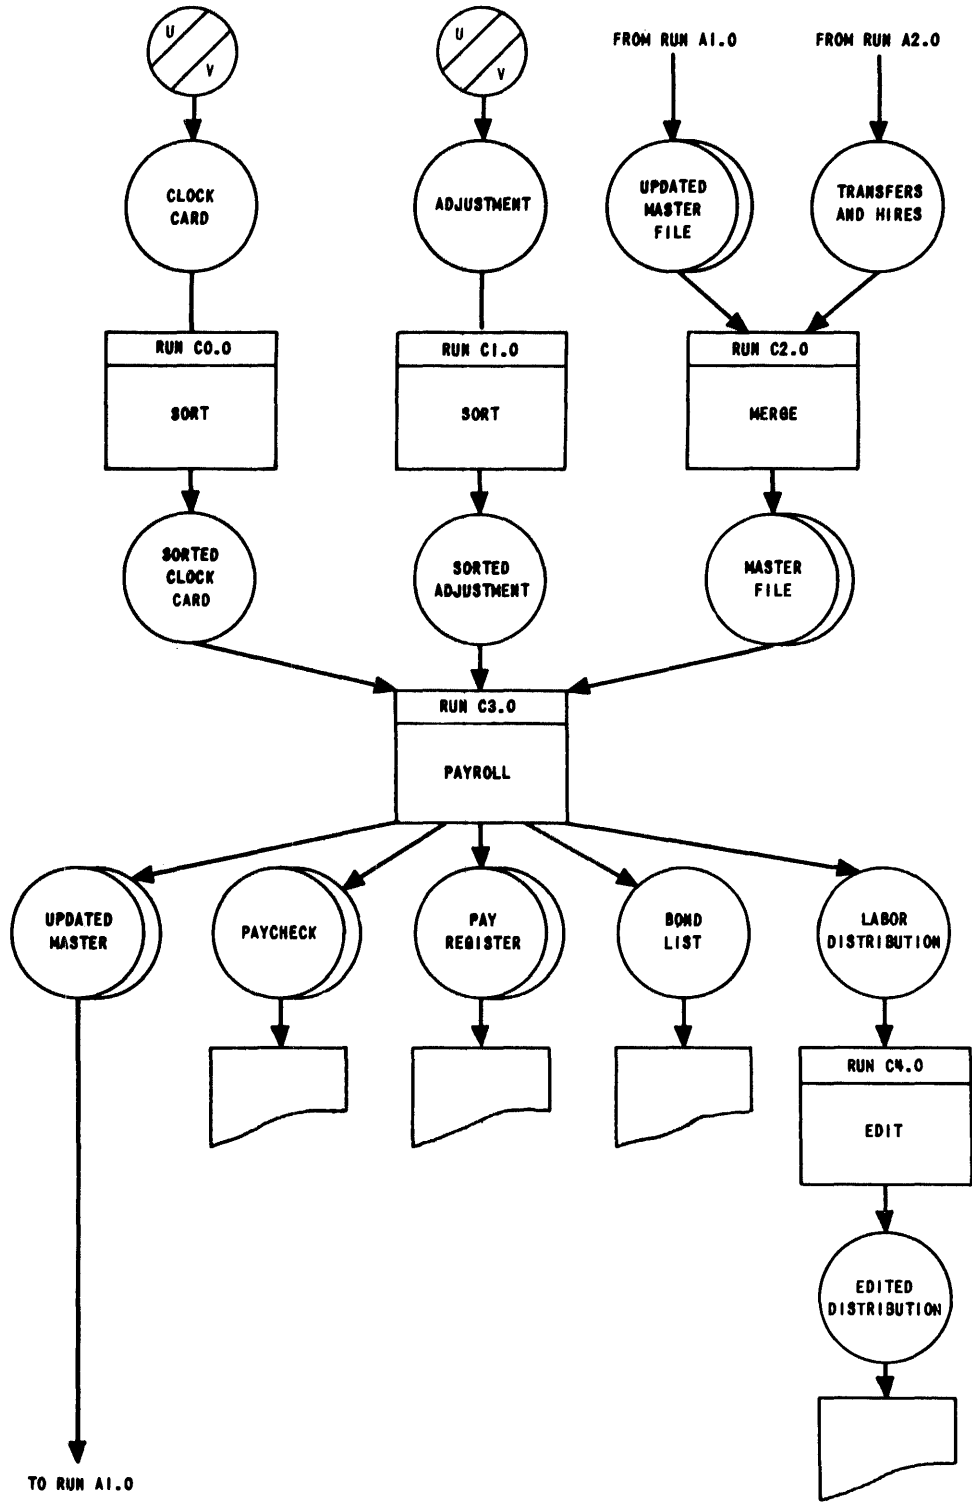 U
V
U
V
FROM RUN A1.0
FROM RUN A2.0
CLOCK
CARD
ADJUSTMENT
UPDATED
MASTER
FILE
TRANSFERS
AND HIRES
RUN C0.0
SORT
RUN C1.0
SORT
RUN C2.0
MERGE
SORTED
CLOCK
CARD
SORTED
ADJUSTMENT
MASTER
FILE
RUN C3.0
PAYROLL
UPDATED
MASTER
PAYCHECK
PAY
REGISTER
BOND
LIST
LABOR
DISTRIBUTION
RUN C4.0
EDIT
EDITED
DISTRIBUTION
TO RUN A1.0